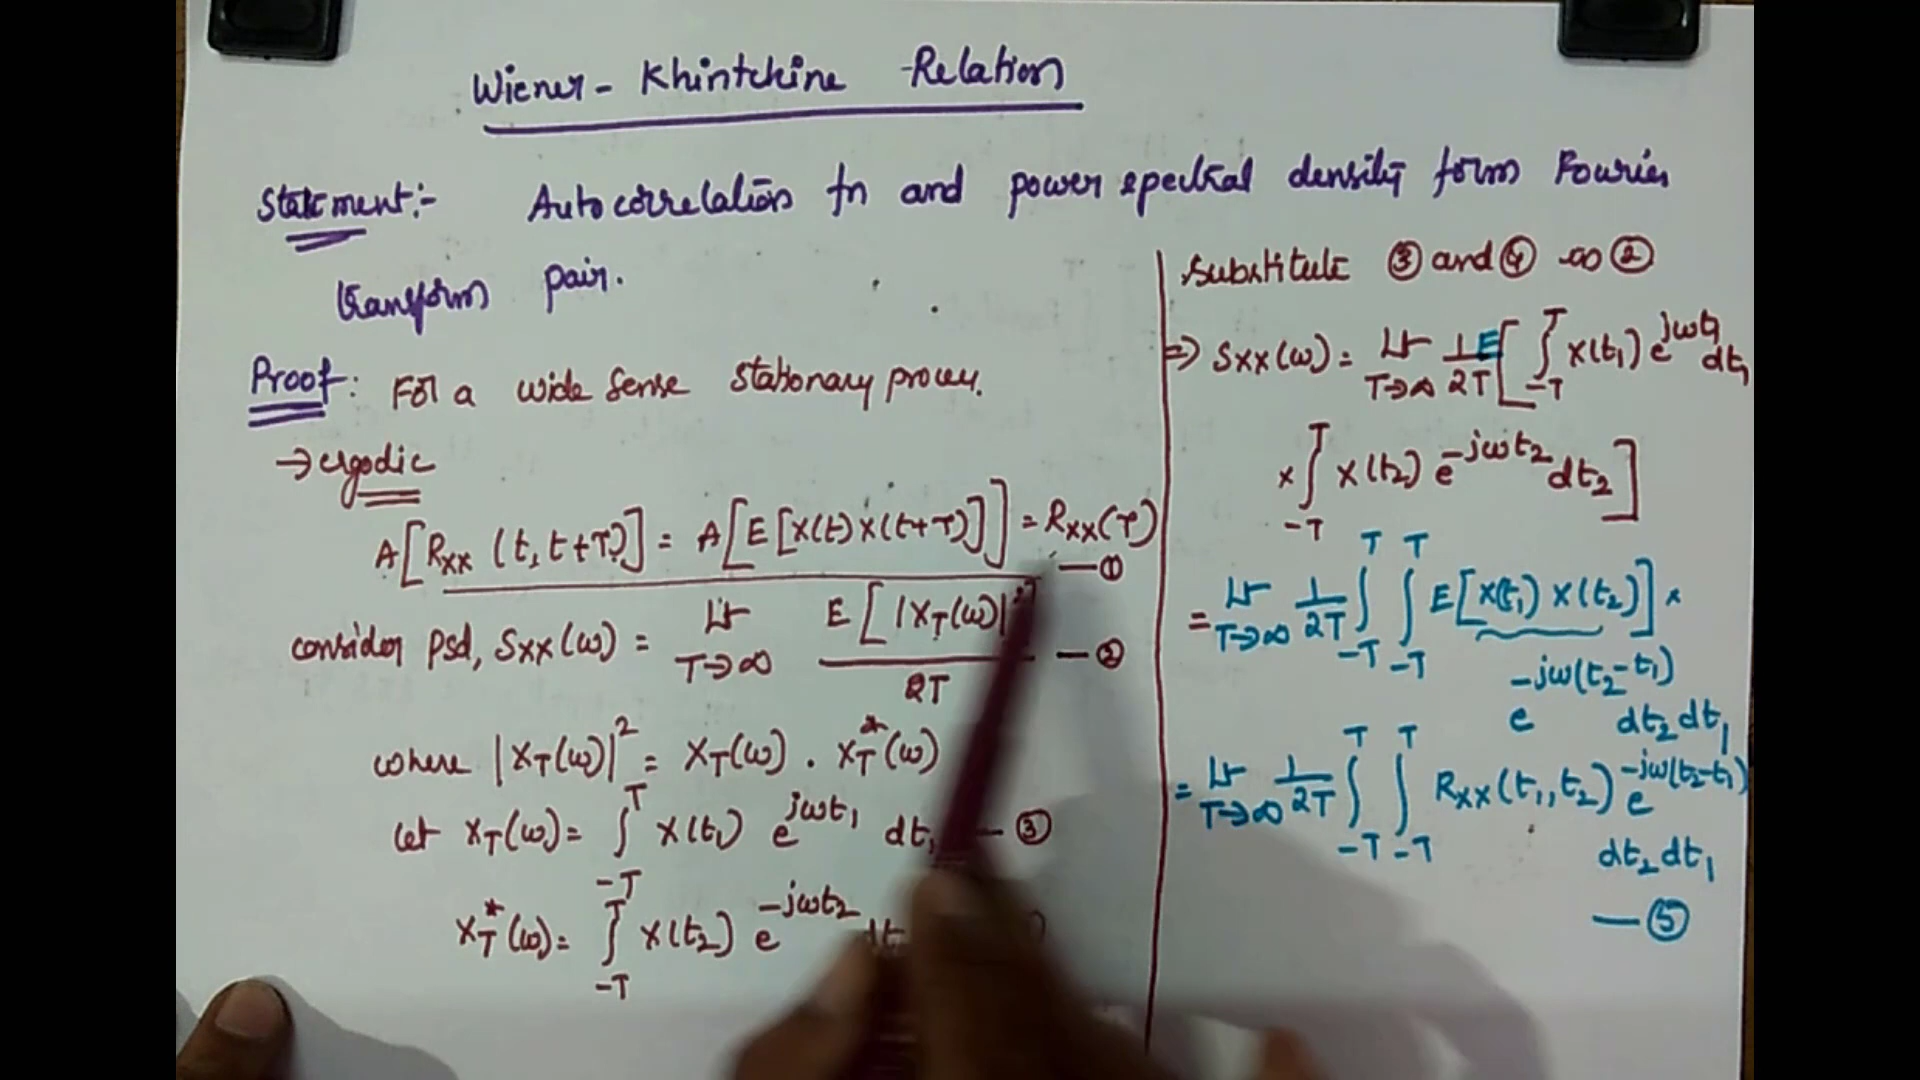 Wiener - Khintchine Relation
Statement:- Autocorrelation fn and power spectral density form Fourier
transform pair.
Proof: For a wide sense stationary process.
→ ergodic
A[RXX (t, t+τ)] = A[E[X(t) X(t+τ)]] = RXX(τ) —①
consider psd, SXX(ω) = Lt T→∞ E[|XT(ω)|²] / 2T —②
where |XT(ω)|² = XT(ω) . XT*(ω)
let XT(ω) = ∫_{-T}^{T} X(t1) e^{jωt1} dt1 —③
XT*(ω) = ∫_{-T}^{T} X(t2) e^{-jωt2}
substitute ③ and ④ in ②
⇒ SXX(ω) = Lt T→∞ 1/2T E[ ∫_{-T}^{T} X(t1) e^{jωt1} dt1
× ∫_{-T}^{T} X(t2) e^{-jωt2} dt2 ]
= Lt T→∞ 1/2T ∫_{-T}^{T} ∫_{-T}^{T} E[X(t1) X(t2)] ×
e^{-jω(t2-t1)} dt2 dt1
= Lt T→∞ 1/2T ∫_{-T}^{T} ∫_{-T}^{T} RXX(t1, t2) e^{-jω(t2-t1)}
dt2 dt1
—⑤